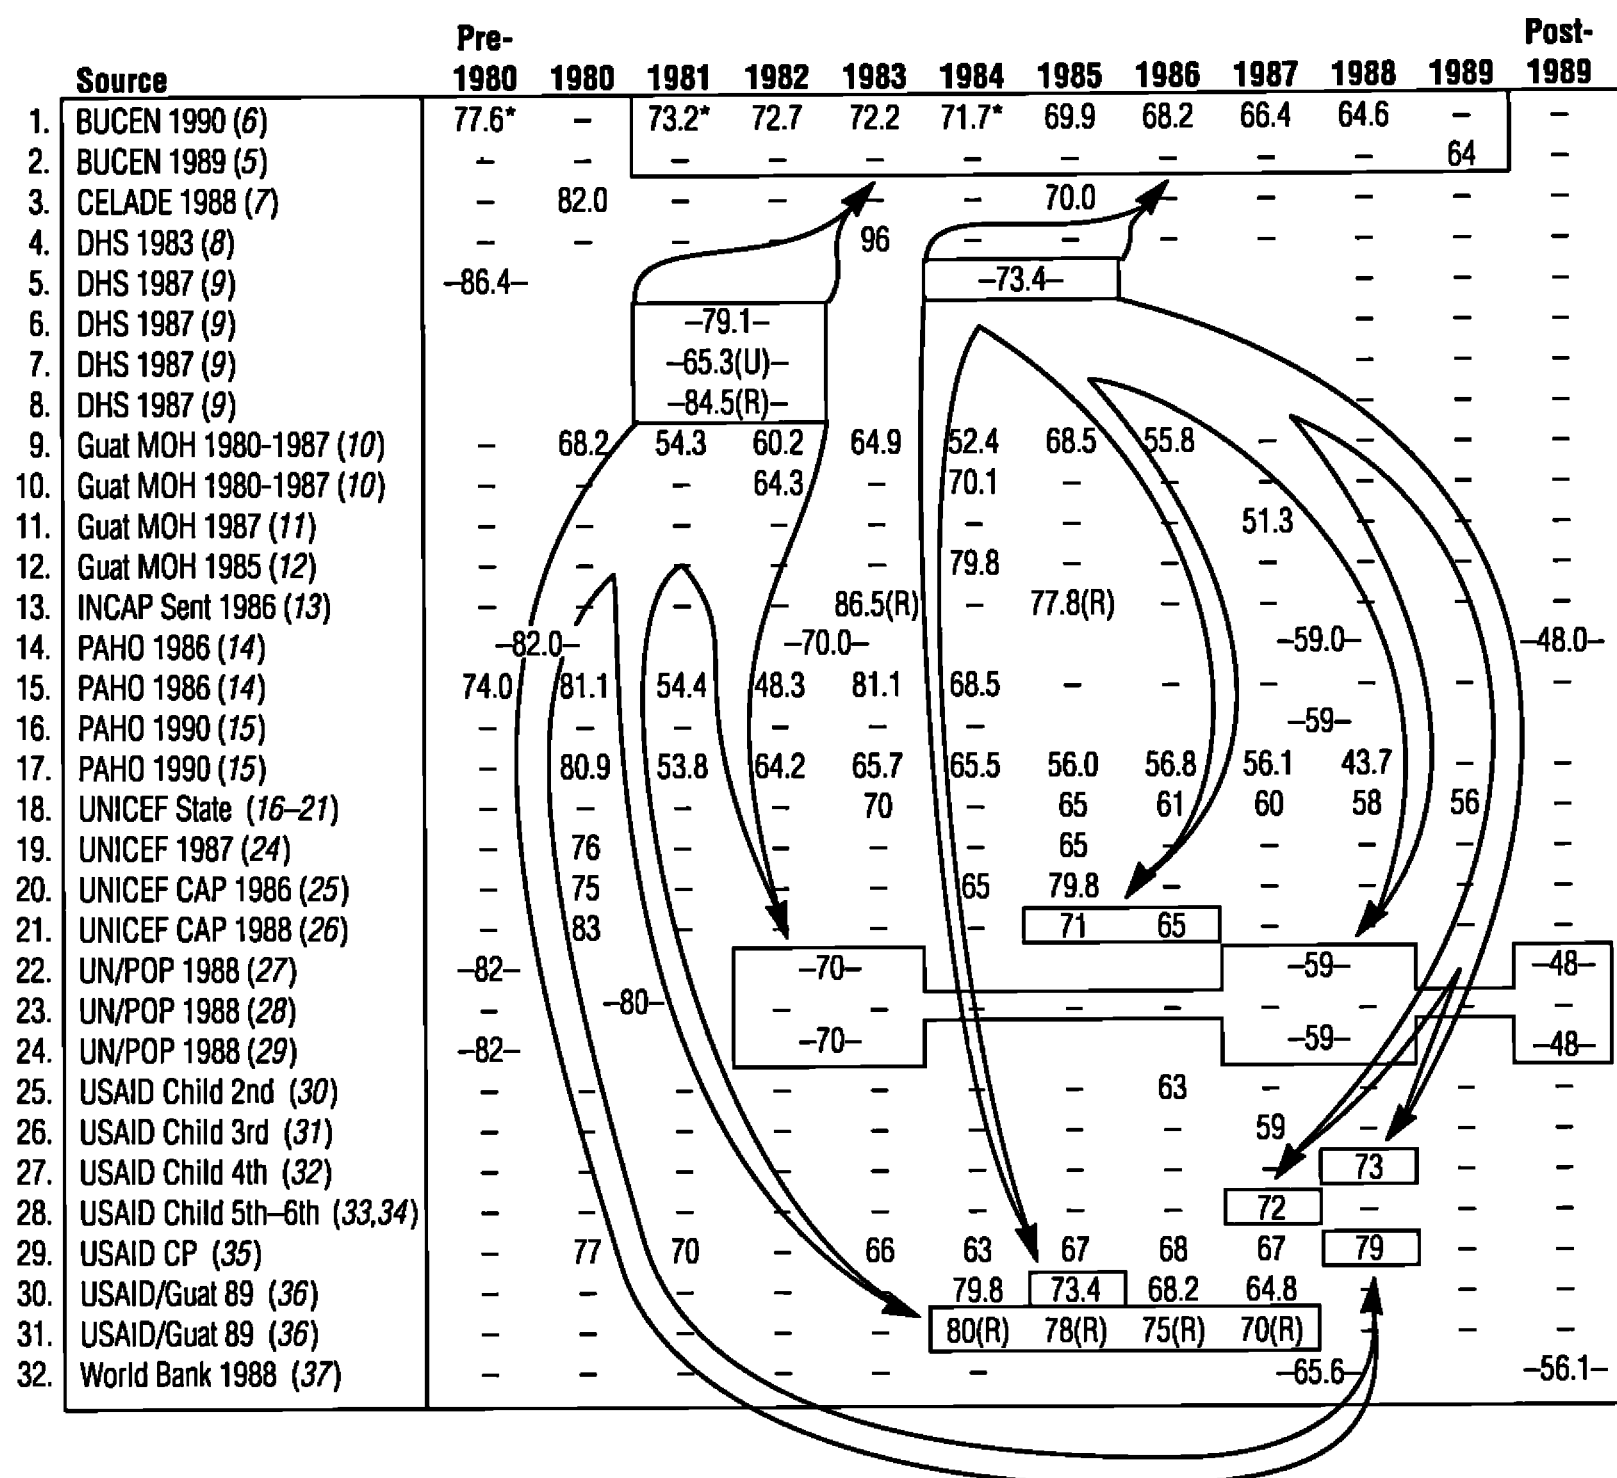 Pre- Post-
Source 1980 1980 1981 1982 1983 1984 1985 1986 1987 1988 1989 1989
1. BUCEN 1990 (6) 77.6* – 73.2* 72.7 72.2 71.7* 69.9 68.2 66.4 64.6 – –
2. BUCEN 1989 (5) – – – – – – – – – – 64 –
3. CELADE 1988 (7) – 82.0 – – – – 70.0 – – – – –
4. DHS 1983 (8) – – – – 96 – – – – – – –
5. DHS 1987 (9) –86.4– –73.4– – – –
6. DHS 1987 (9) –79.1– – – –
7. DHS 1987 (9) –65.3(U)– – – –
8. DHS 1987 (9) –84.5(R)– – – –
9. Guat MOH 1980-1987 (10) – 68.2 54.3 60.2 64.9 52.4 68.5 55.8 – – – –
10. Guat MOH 1980-1987 (10) – – – 64.3 – 70.1 – – – – – –
11. Guat MOH 1987 (11) – – – – – – – – 51.3 – – –
12. Guat MOH 1985 (12) – – – – – 79.8 – – – – – –
13. INCAP Sent 1986 (13) – – – – 86.5(R) – 77.8(R) – – – – –
14. PAHO 1986 (14) –82.0– –70.0– –59.0– –48.0–
15. PAHO 1986 (14) 74.0 81.1 54.4 48.3 81.1 68.5 – – – – – –
16. PAHO 1990 (15) – – – – – – –59– – –
17. PAHO 1990 (15) – 80.9 53.8 64.2 65.7 65.5 56.0 56.8 56.1 43.7 – –
18. UNICEF State (16–21) – – – – 70 – 65 61 60 58 56 –
19. UNICEF 1987 (24) – 76 – – – – 65 – – – – –
20. UNICEF CAP 1986 (25) – 75 – – – 65 79.8 – – – – –
21. UNICEF CAP 1988 (26) – 83 – – – – 71 65 – – – –
22. UN/POP 1988 (27) –82– –70– –59– –48–
23. UN/POP 1988 (28) – –80– – – – – – – – – –
24. UN/POP 1988 (29) –82– –70– –59– –48–
25. USAID Child 2nd (30) – – – – – – – 63 – – – –
26. USAID Child 3rd (31) – – – – – – – – 59 – – –
27. USAID Child 4th (32) – – – – – – – – – 73 – –
28. USAID Child 5th–6th (33,34) – – – – – – – – 72 – – –
29. USAID CP (35) – 77 70 – 66 63 67 68 67 79 – –
30. USAID/Guat 89 (36) – – – – – 79.8 73.4 68.2 64.8 – –
31. USAID/Guat 89 (36) – – – – – 80(R) 78(R) 75(R) 70(R) – – –
32. World Bank 1988 (37) – – – – – – –65.6– –56.1–